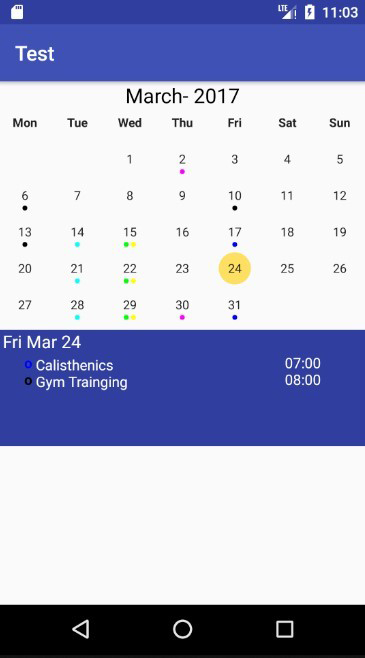 LTE 11:03
Test
March- 2017
Mon Tue Wed Thu Fri Sat Sun
1 2 3 4 5
6 7 8 9 10 11 12
13 14 15 16 17 18 19
20 21 22 23 24 25 26
27 28 29 30 31
Fri Mar 24
Calisthenics 07:00
Gym Trainging 08:00